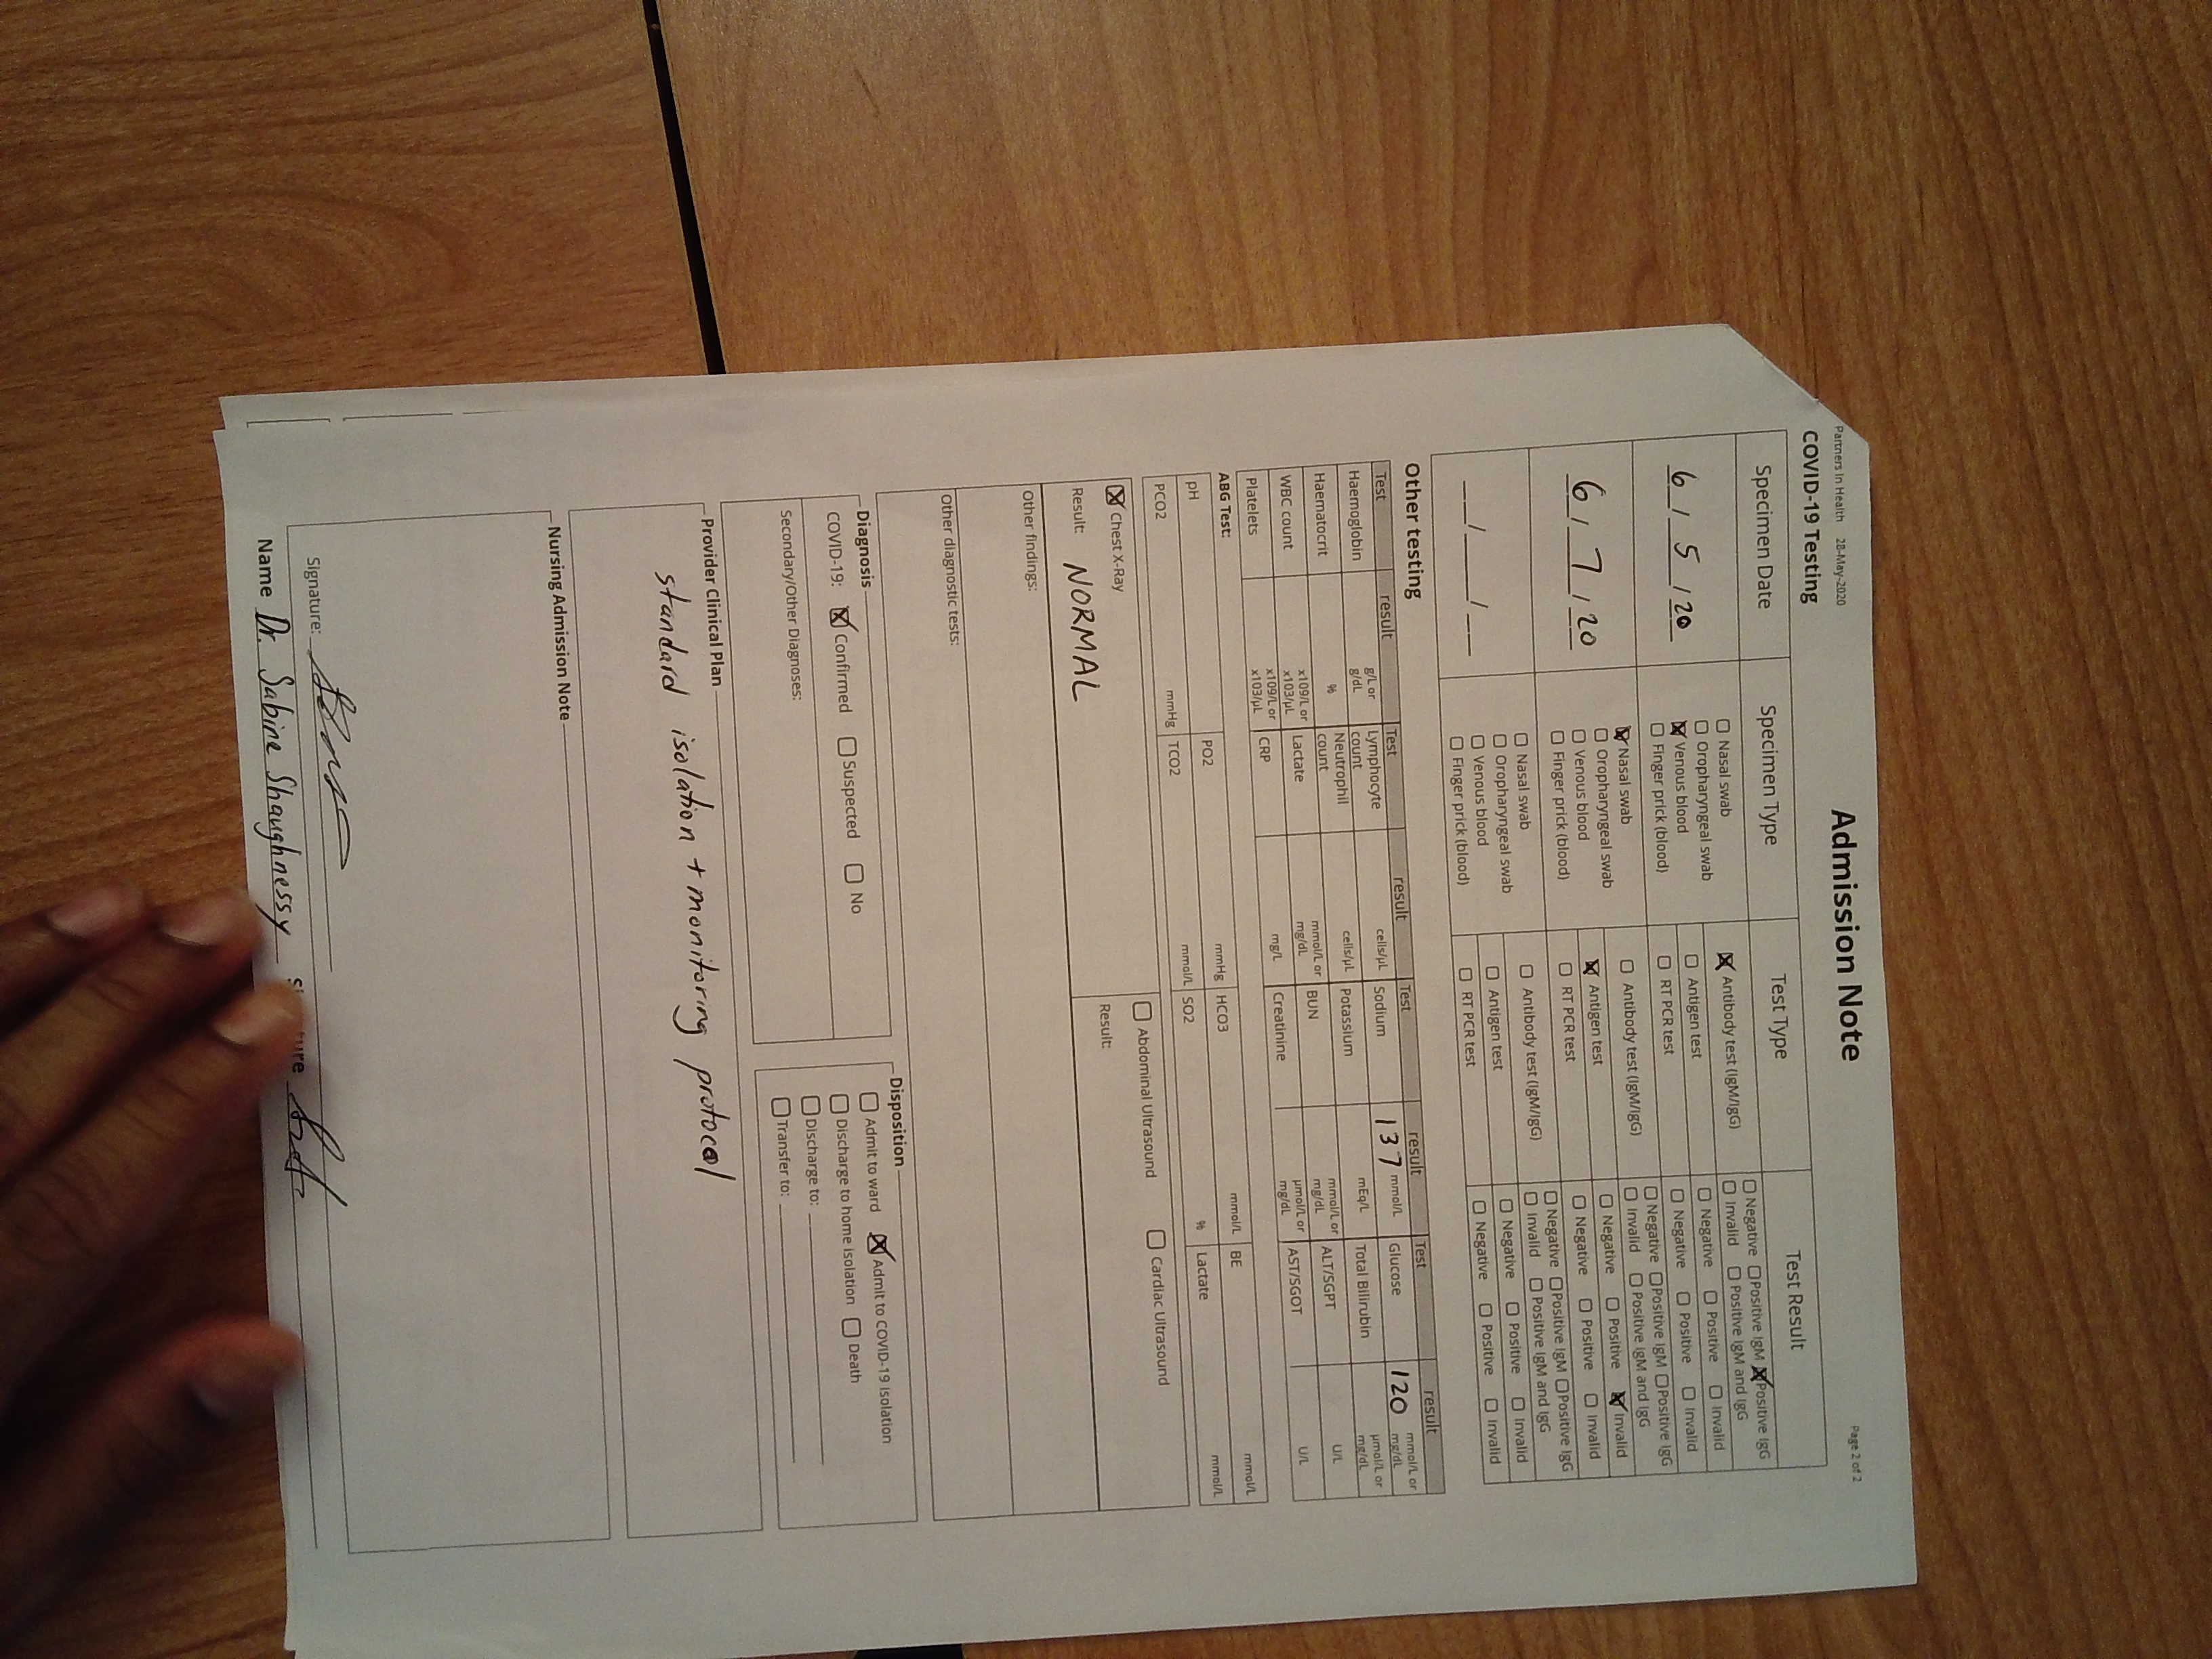 Partners In Health 28-May-2020 Page 2 of 2
Admission Note
COVID-19 Testing
Specimen Date Specimen Type Test Type Test Result
6 / 5 / 20
☐ Nasal swab
☐ Oropharyngeal swab
☒ Venous blood
☐ Finger prick (blood)
☒ Antibody test (IgM/IgG) ☐ Negative ☐ Positive IgM ☒ Positive IgG
☐ Invalid ☐ Positive IgM and IgG
☐ Antigen test ☐ Negative ☐ Positive ☐ Invalid
☐ RT PCR test ☐ Negative ☐ Positive ☐ Invalid
6 / 7 / 20
☒ Nasal swab
☐ Oropharyngeal swab
☐ Venous blood
☐ Finger prick (blood)
☐ Antibody test (IgM/IgG) ☐ Negative ☐ Positive IgM ☐ Positive IgG
☐ Invalid ☐ Positive IgM and IgG
☒ Antigen test ☐ Negative ☐ Positive ☒ Invalid
☐ RT PCR test ☐ Negative ☐ Positive ☐ Invalid
__/___/__
☐ Nasal swab
☐ Oropharyngeal swab
☐ Venous blood
☐ Finger prick (blood)
☐ Antibody test (IgM/IgG) ☐ Negative ☐ Positive IgM ☐ Positive IgG
☐ Invalid ☐ Positive IgM and IgG
☐ Antigen test ☐ Negative ☐ Positive ☐ Invalid
☐ RT PCR test ☐ Negative ☐ Positive ☐ Invalid
Other testing
Test result Test result Test result Test result
Haemoglobin g/L or g/dL Lymphocyte count cells/µL Sodium 137 mmol/L Glucose 120 mmol/L or mg/dL
Haematocrit % Neutrophil count cells/µL Potassium mEq/L Total Bilirubin µmol/L or mg/dL
WBC count x109/L or x103/µL Lactate mmol/L or mg/dL BUN mmol/L or mg/dL ALT/SGPT U/L
Platelets x109/L or x103/µL CRP mg/L Creatinine µmol/L or mg/dL AST/SGOT U/L
ABG Test:
pH PO2 mmHg HCO3 mmol/L BE mmol/L
PCO2 mmHg TCO2 mmol/L SO2 % Lactate mmol/L
☒ Chest X-Ray ☐ Abdominal Ultrasound ☐ Cardiac Ultrasound
Result: NORMAL Result:
Other findings:
Other diagnostic tests:
Diagnosis
COVID-19: ☒ Confirmed ☐ Suspected ☐ No
Secondary/Other Diagnoses:
Disposition
☐ Admit to ward ☒ Admit to COVID-19 isolation
☐ Discharge to home isolation ☐ Death
☐ Discharge to:
☐ Transfer to:
Provider Clinical Plan
standard isolation + monitoring protocol
Nursing Admission Note
Signature:
Name Dr. Sabine Shaughnessy